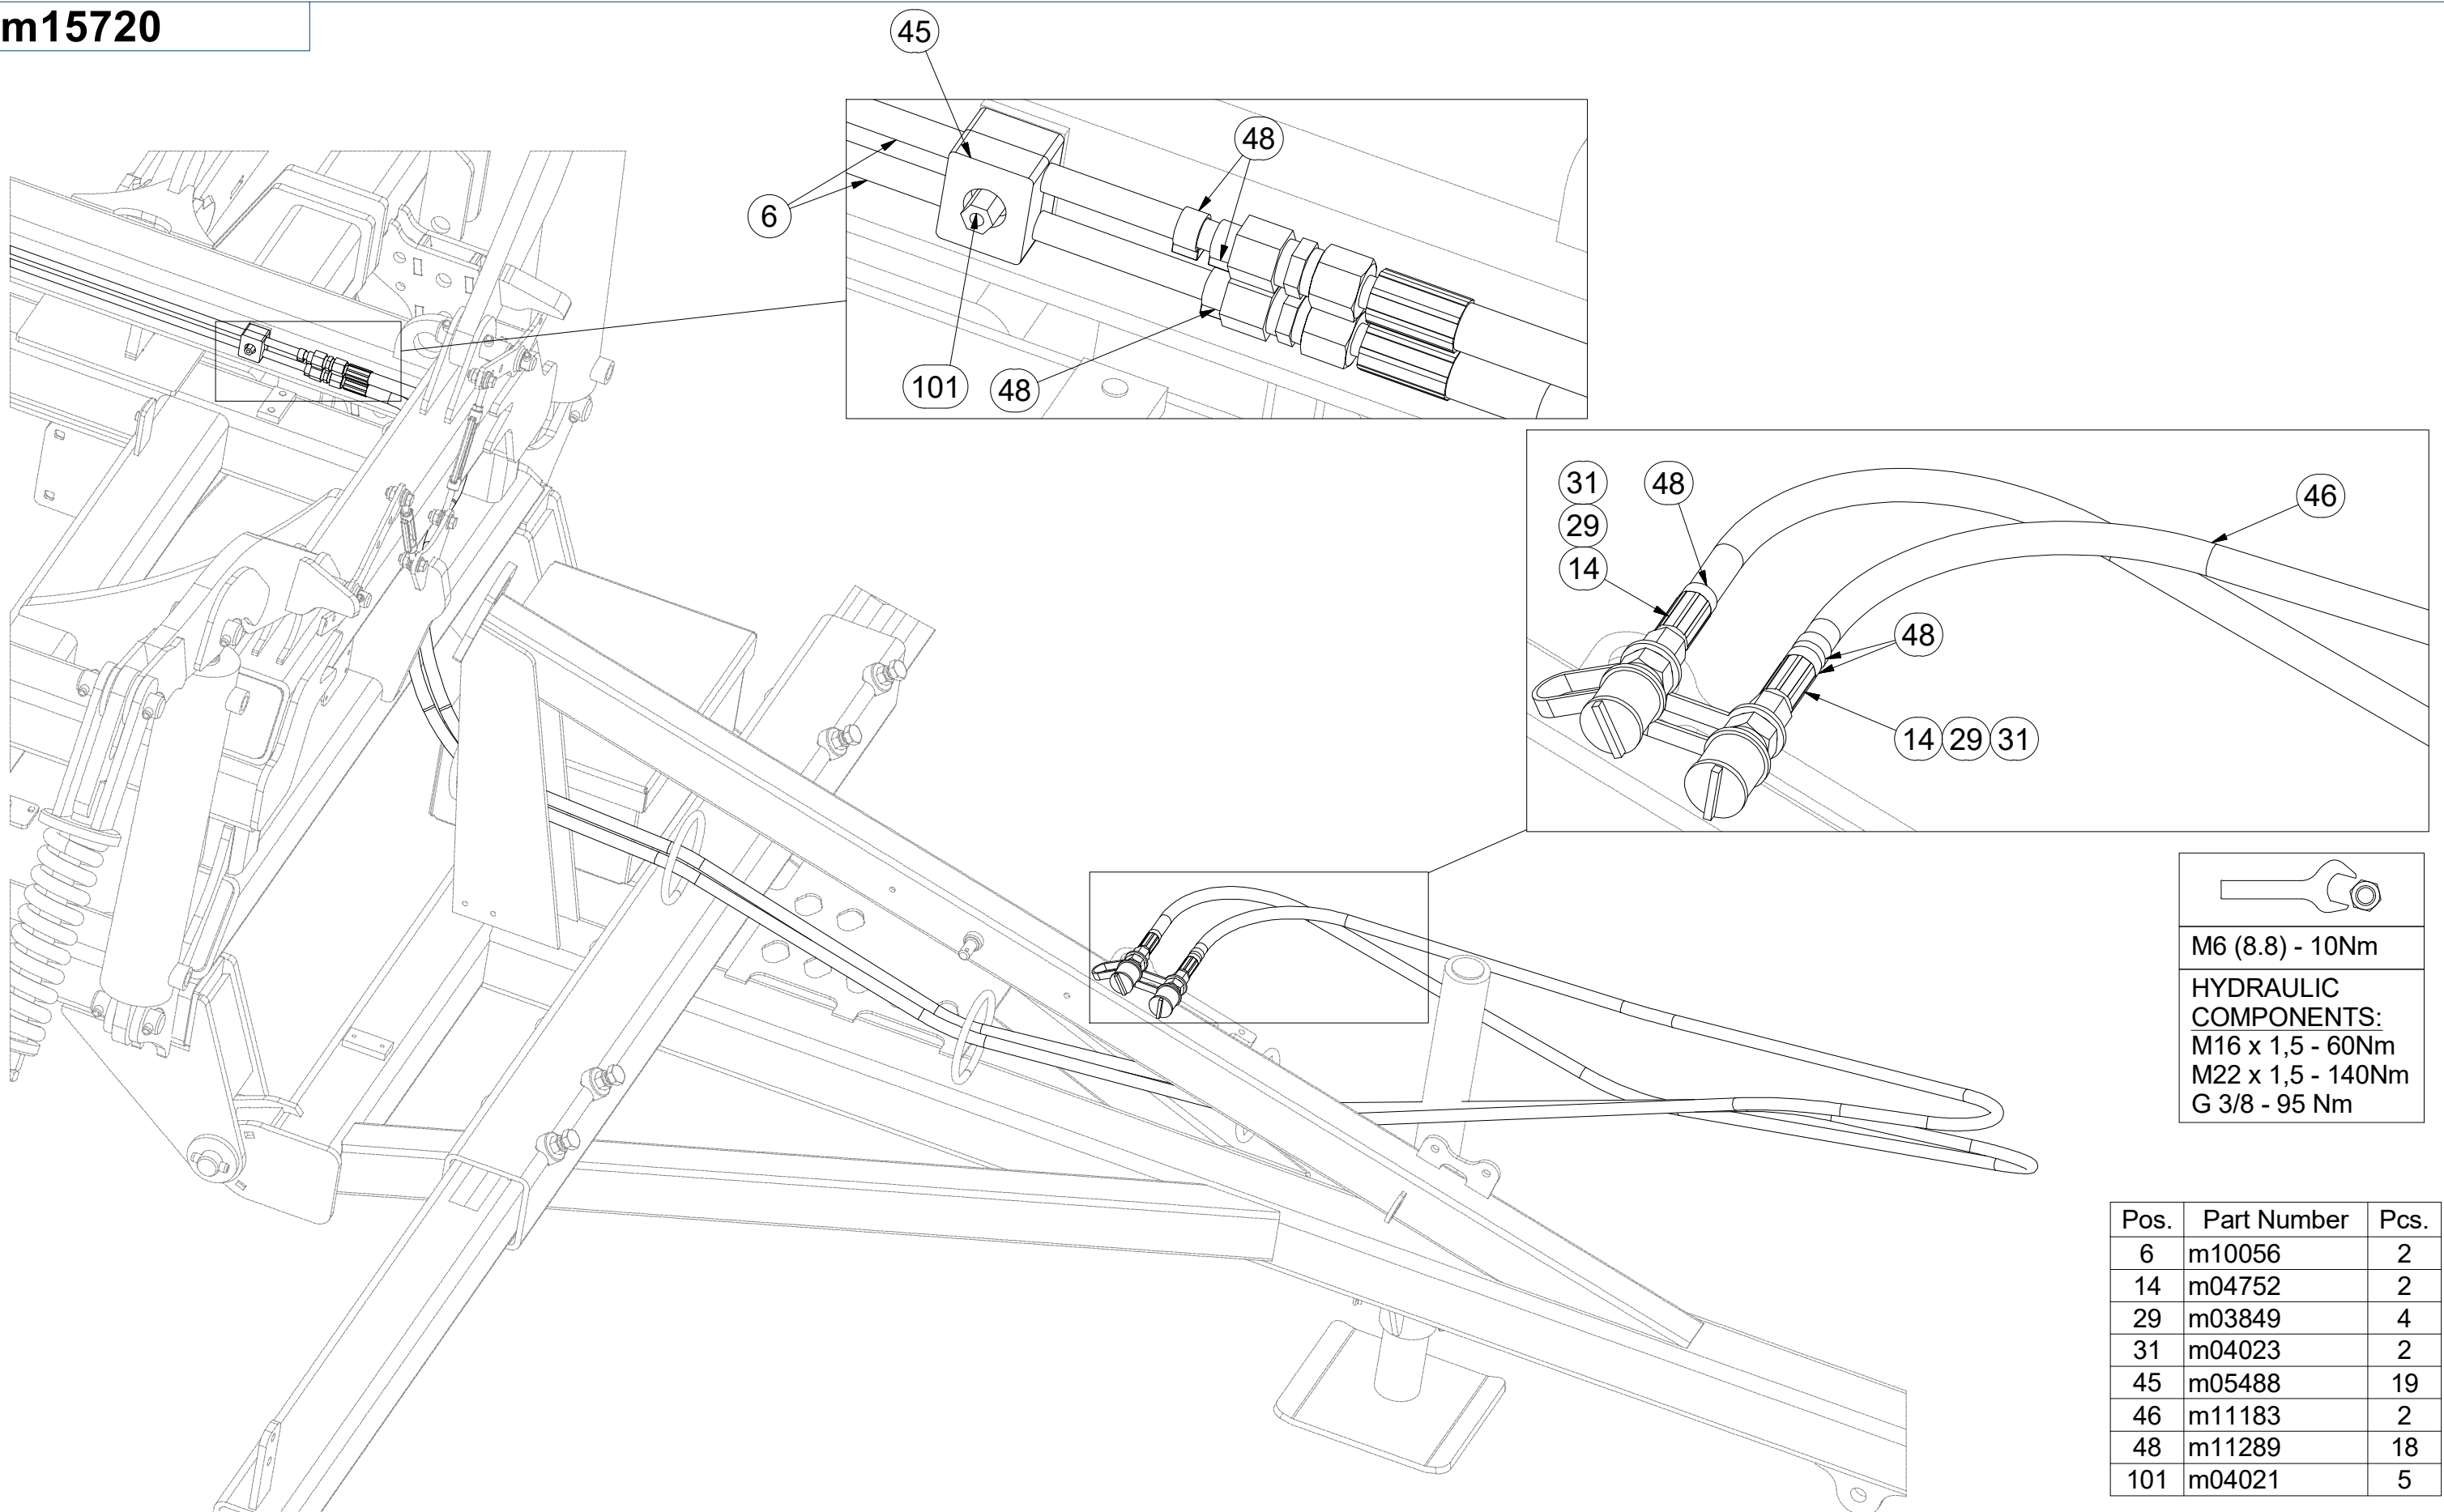 m15720
45
48
6
101
48
31
48
46
29
14
48
14 29 31
M6 (8.8) - 10Nm
HYDRAULIC
COMPONENTS:
M16 x 1,5 - 60Nm
M22 x 1,5 - 140Nm
G 3/8 - 95 Nm
Pos. Part Number Pcs.
6 m10056 2
14 m04752 2
29 m03849 4
31 m04023 2
45 m05488 19
46 m11183 2
48 m11289 18
101 m04021 5